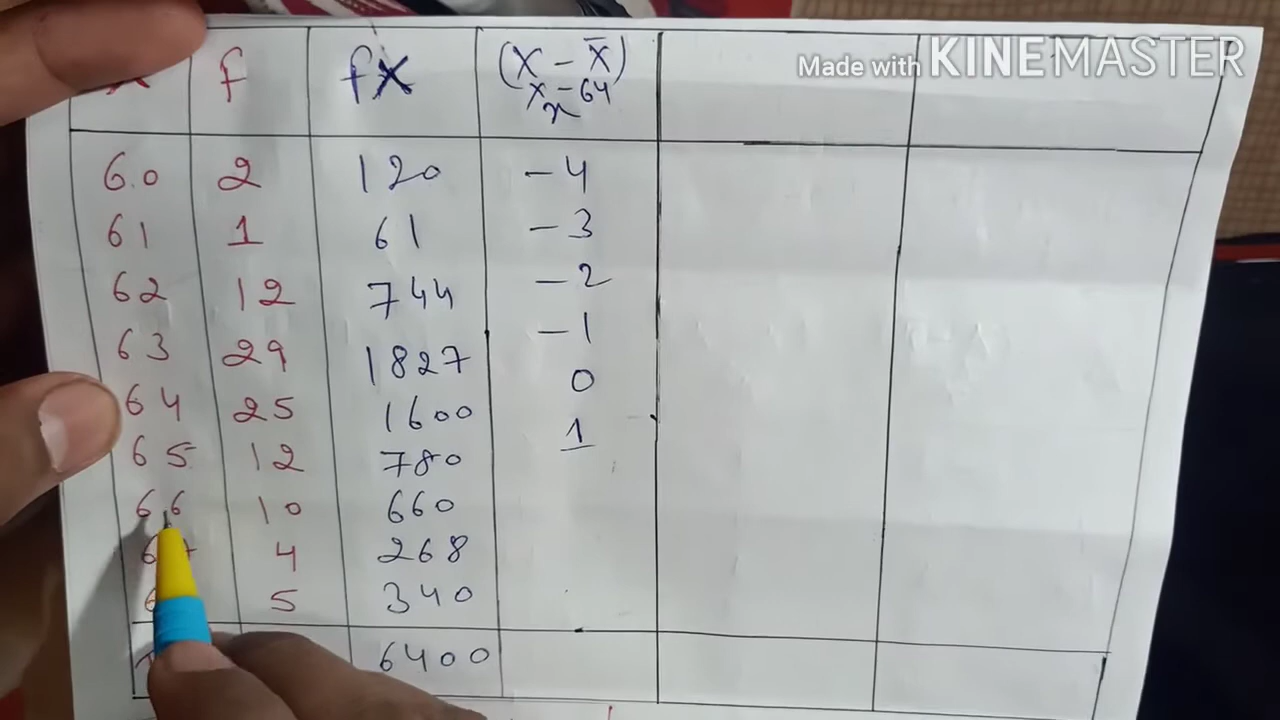 Made with KINEMASTER
f fx (x - x̄)
x - 64
60 2 120 -4
61 1 61 -3
62 12 744 -2
63 29 1827 -1
64 25 1600 0
65 12 780 1
66 10 660
4 268
5 340
6400